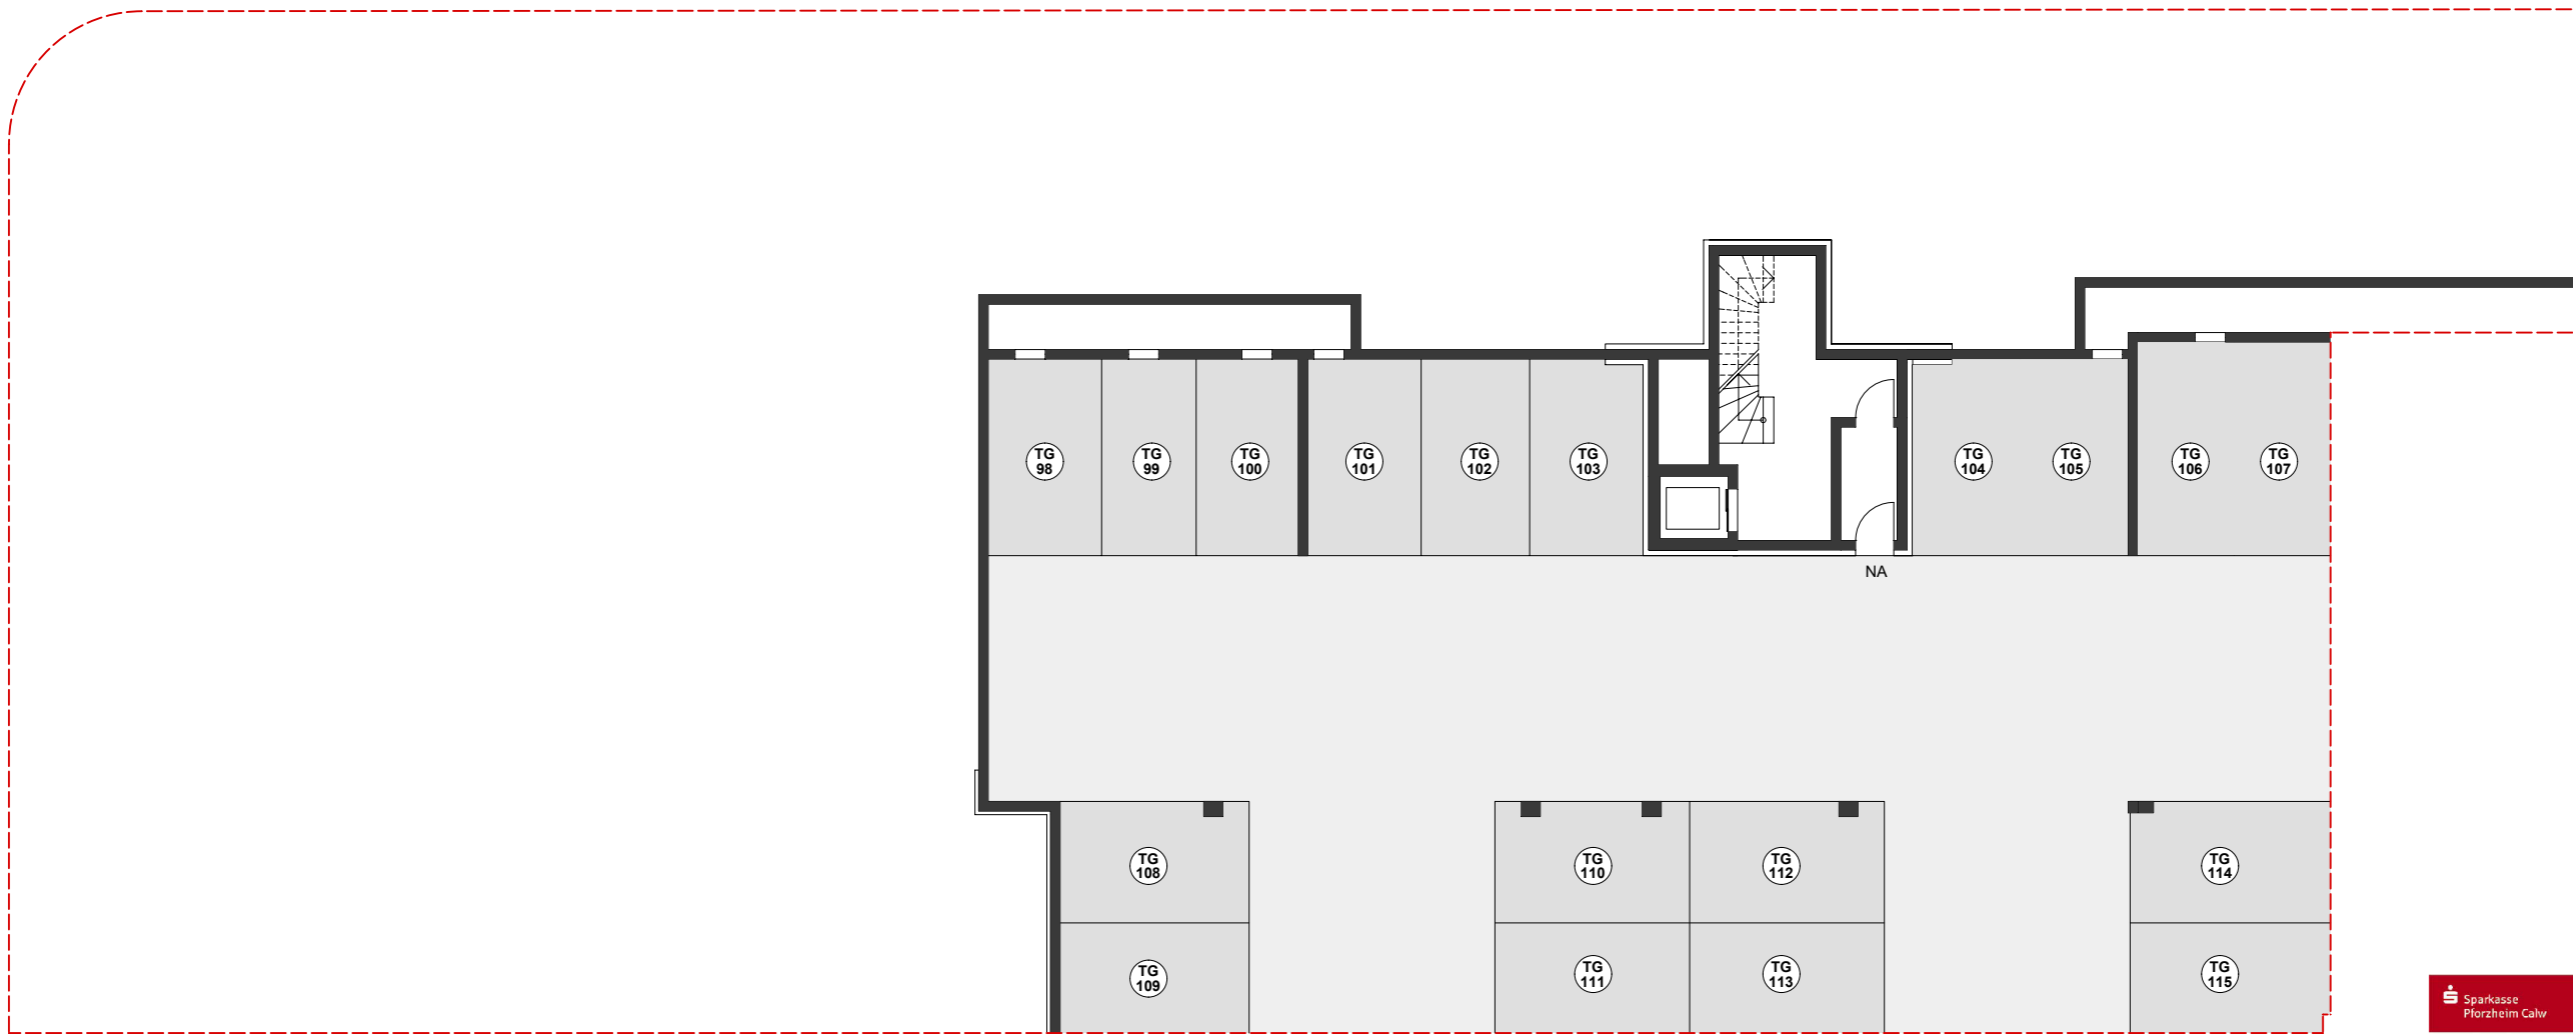 TG
98
TG
99
TG
100
TG
101
TG
102
TG
103
TG
104
TG
105
TG
106
TG
107
NA
TG
108
TG
110
TG
112
TG
114
TG
109
TG
111
TG
113
TG
115
Sparkasse
Pforzheim Calw